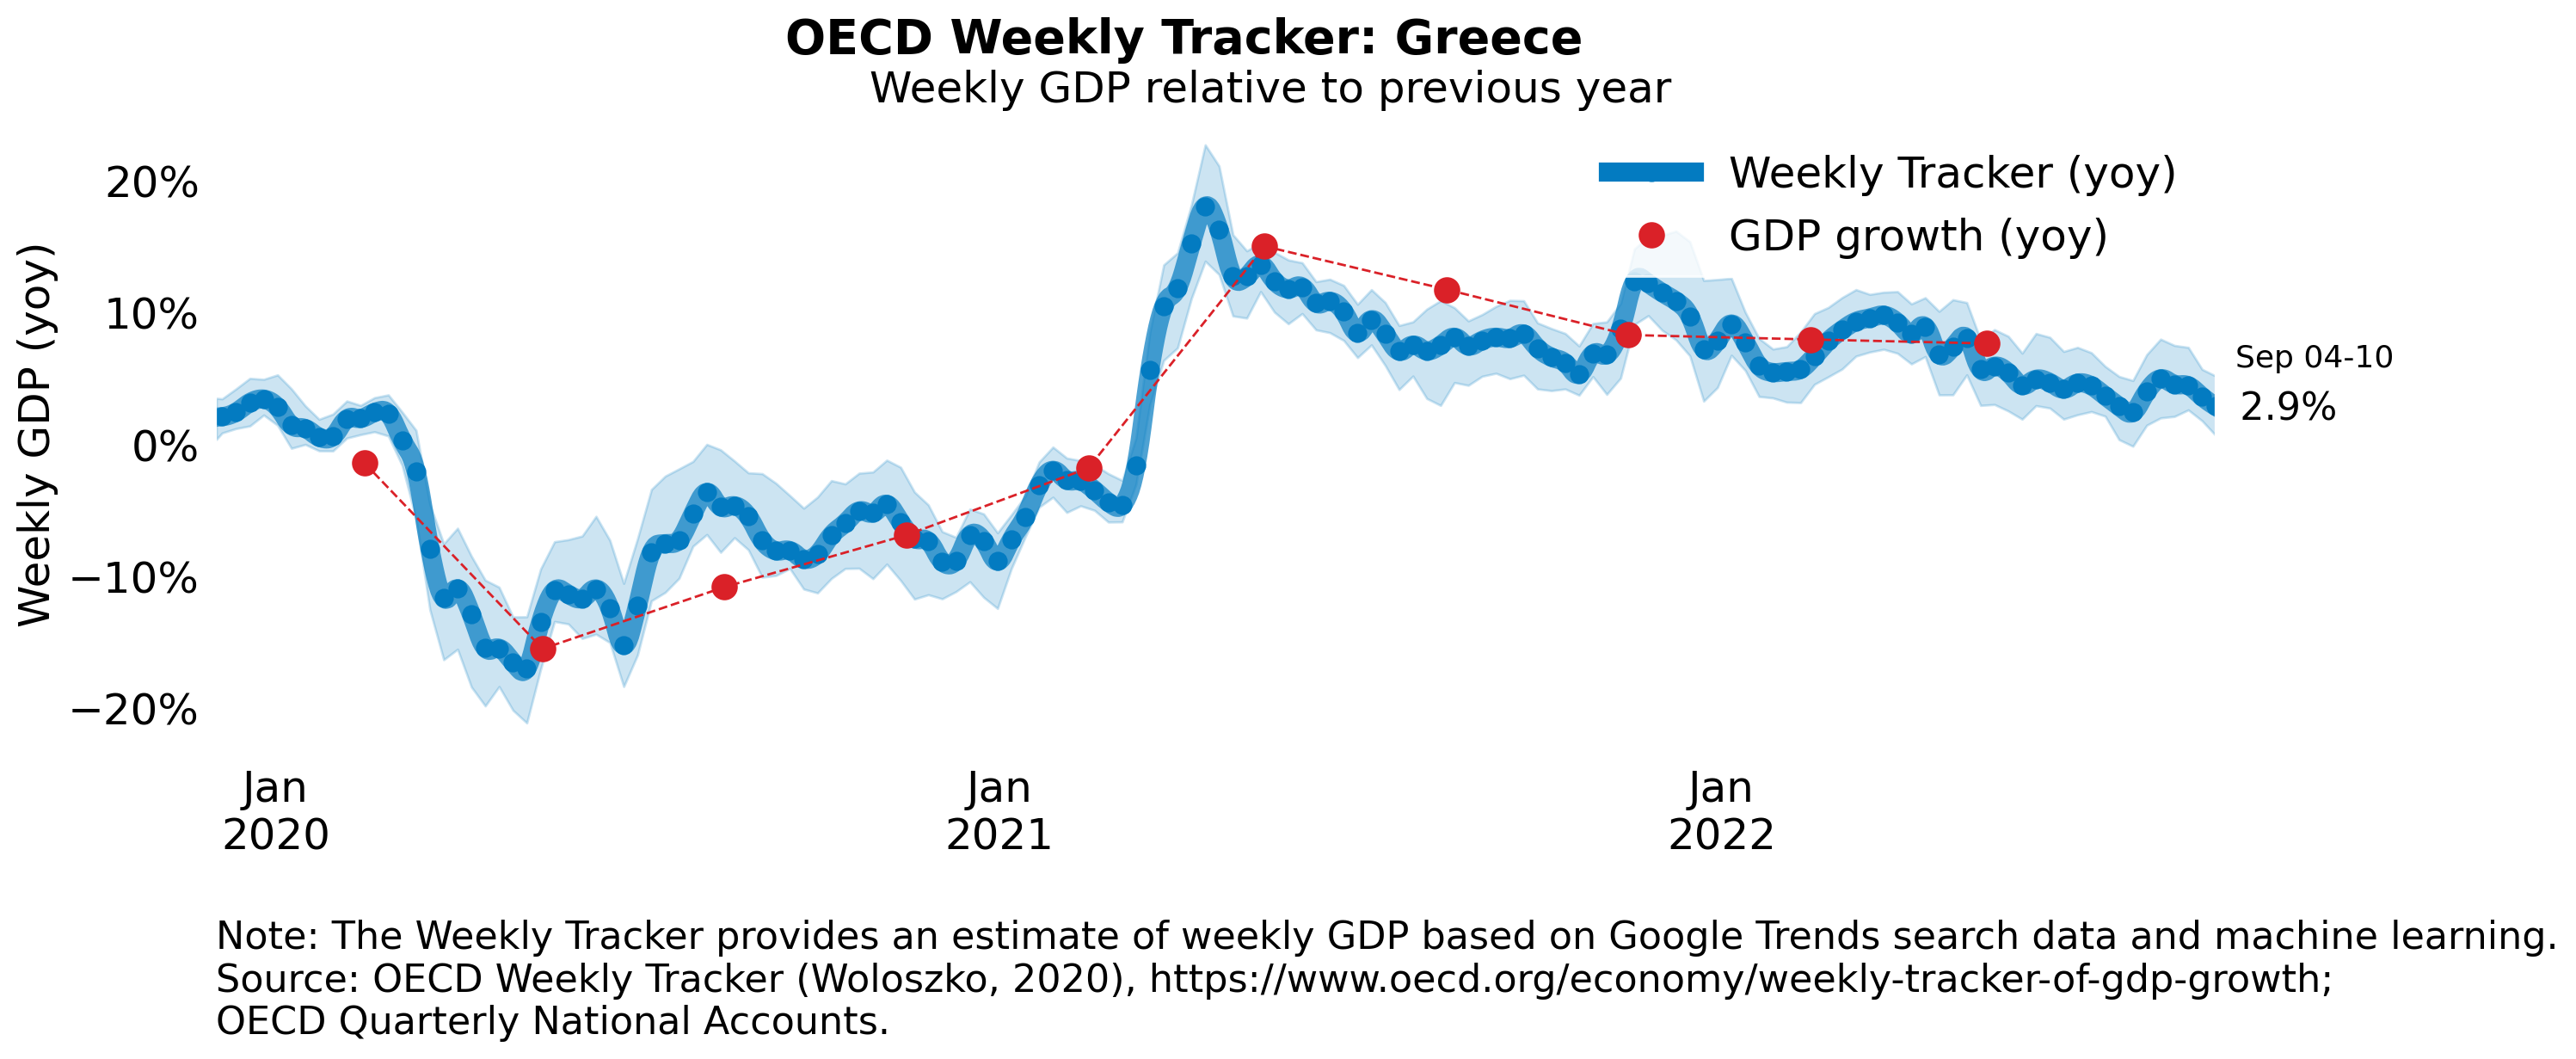 OECD Weekly Tracker: Greece
Weekly GDP relative to previous year
Weekly Tracker (yoy)
GDP growth (yoy)
Weekly GDP (yoy)
20%
10%
0%
−10%
−20%
Sep 04-10
2.9%
Jan
2020
Jan
2021
Jan
2022
Note: The Weekly Tracker provides an estimate of weekly GDP based on Google Trends search data and machine learning.
Source: OECD Weekly Tracker (Woloszko, 2020), https://www.oecd.org/economy/weekly-tracker-of-gdp-growth;
OECD Quarterly National Accounts.